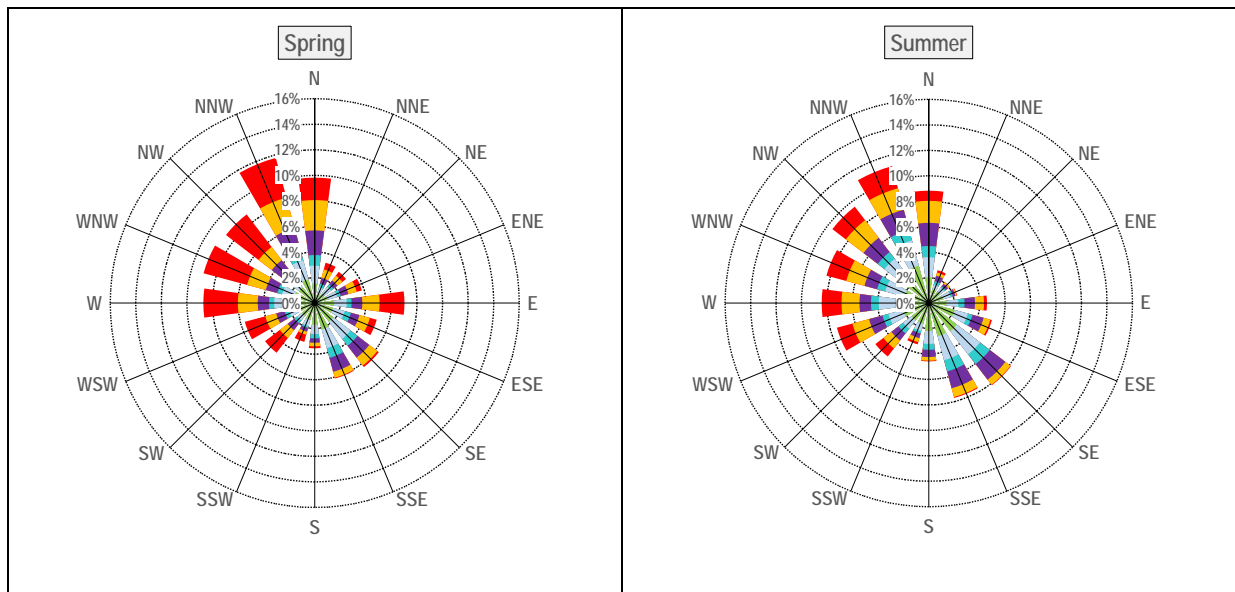 Spring
N
NNE
NE
ENE
E
ESE
SE
SSE
S
SSW
SW
WSW
W
WNW
NW
NNW
16%
14%
12%
10%
8%
6%
4%
2%
0%
Summer
N
NNE
NE
ENE
E
ESE
SE
SSE
S
SSW
SW
WSW
W
WNW
NW
NNW
16%
14%
12%
10%
8%
6%
4%
2%
0%